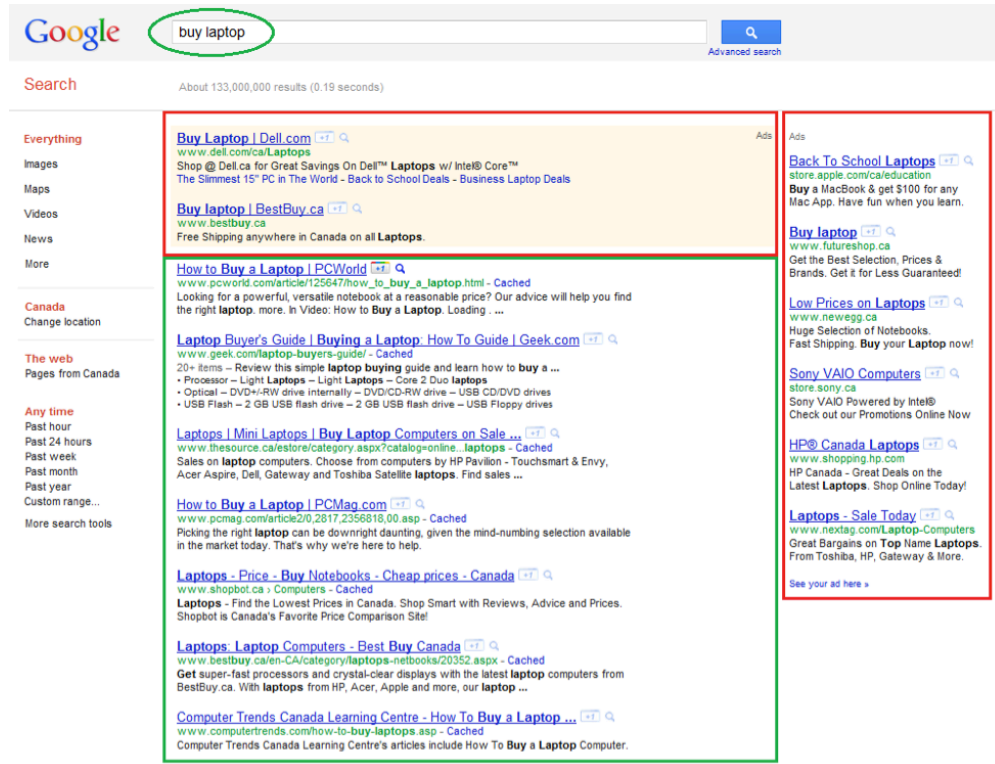 Google
buy laptop
Advanced search
Search
About 133,000,000 results (0.19 seconds)
Everything
Images
Maps
Videos
News
More
Canada
Change location
The web
Pages from Canada
Any time
Past hour
Past 24 hours
Past week
Past month
Past year
Custom range...
More search tools
Ads
Buy Laptop | Dell.com +1
www.dell.com/ca/Laptops
Shop @ Dell.ca for Great Savings On Dell™ Laptops w/ Intel® Core™
The Slimmest 15" PC in The World - Back to School Deals - Business Laptop Deals
Buy laptop | BestBuy.ca +1
www.bestbuy.ca
Free Shipping anywhere in Canada on all Laptops.
How to Buy a Laptop | PCWorld +1
www.pcworld.com/article/125647/how_to_buy_a_laptop.html - Cached
Looking for a powerful, versatile notebook at a reasonable price? Our advice will help you find
the right laptop. more. In Video: How to Buy a Laptop. Loading . ...
Laptop Buyer's Guide | Buying a Laptop: How To Guide | Geek.com +1
www.geek.com/laptop-buyers-guide/ - Cached
20+ items – Review this simple laptop buying guide and learn how to buy a ...
• Processor – Light Laptops – Light Laptops – Core 2 Duo laptops
• Optical – DVD+/-RW drive internally – DVD/CD-RW drive – USB CD/DVD drives
• USB Flash – 2 GB USB flash drive – 2 GB USB flash drive – USB Floppy drives
Laptops | Mini Laptops | Buy Laptop Computers on Sale ... +1
www.thesource.ca/estore/category.aspx?catalog=online...laptops - Cached
Sales on laptop computers. Choose from computers by HP Pavilion - Touchsmart & Envy,
Acer Aspire, Dell, Gateway and Toshiba Satellite laptops. Find sales ...
How to Buy a Laptop | PCMag.com +1
www.pcmag.com/article2/0,2817,2356818,00.asp - Cached
Picking the right laptop can be downright daunting, given the mind-numbing selection available
in the market today. That's why we're here to help.
Laptops - Price - Buy Notebooks - Cheap prices - Canada +1
www.shopbot.ca › Computers - Cached
Laptops - Find the Lowest Prices in Canada. Shop Smart with Reviews, Advice and Prices.
Shopbot is Canada's Favorite Price Comparison Site!
Laptops: Laptop Computers - Best Buy Canada +1
www.bestbuy.ca/en-CA/category/laptops-netbooks/20352.aspx - Cached
Get super-fast processors and crystal-clear displays with the latest laptop computers from
BestBuy.ca. With laptops from HP, Acer, Apple and more, our laptop ...
Computer Trends Canada Learning Centre - How To Buy a Laptop ... +1
www.computertrends.com/how-to-buy-laptops.asp - Cached
Computer Trends Canada Learning Centre's articles include How To Buy a Laptop Computer.
Ads
Back To School Laptops +1
store.apple.com/ca/education
Buy a MacBook & get $100 for any
Mac App. Have fun when you learn.
Buy laptop +1
www.futureshop.ca
Get the Best Selection, Prices &
Brands. Get it for Less Guaranteed!
Low Prices on Laptops +1
www.newegg.ca
Huge Selection of Notebooks.
Fast Shipping. Buy your Laptop now!
Sony VAIO Computers +1
store.sony.ca
Sony VAIO Powered by Intel®
Check out our Promotions Online Now
HP® Canada Laptops +1
www.shopping.hp.com
HP Canada - Great Deals on the
Latest Laptops. Shop Online Today!
Laptops - Sale Today +1
www.nextag.com/Laptop-Computers
Great Bargains on Top Name Laptops.
From Toshiba, HP, Gateway & More.
See your ad here »